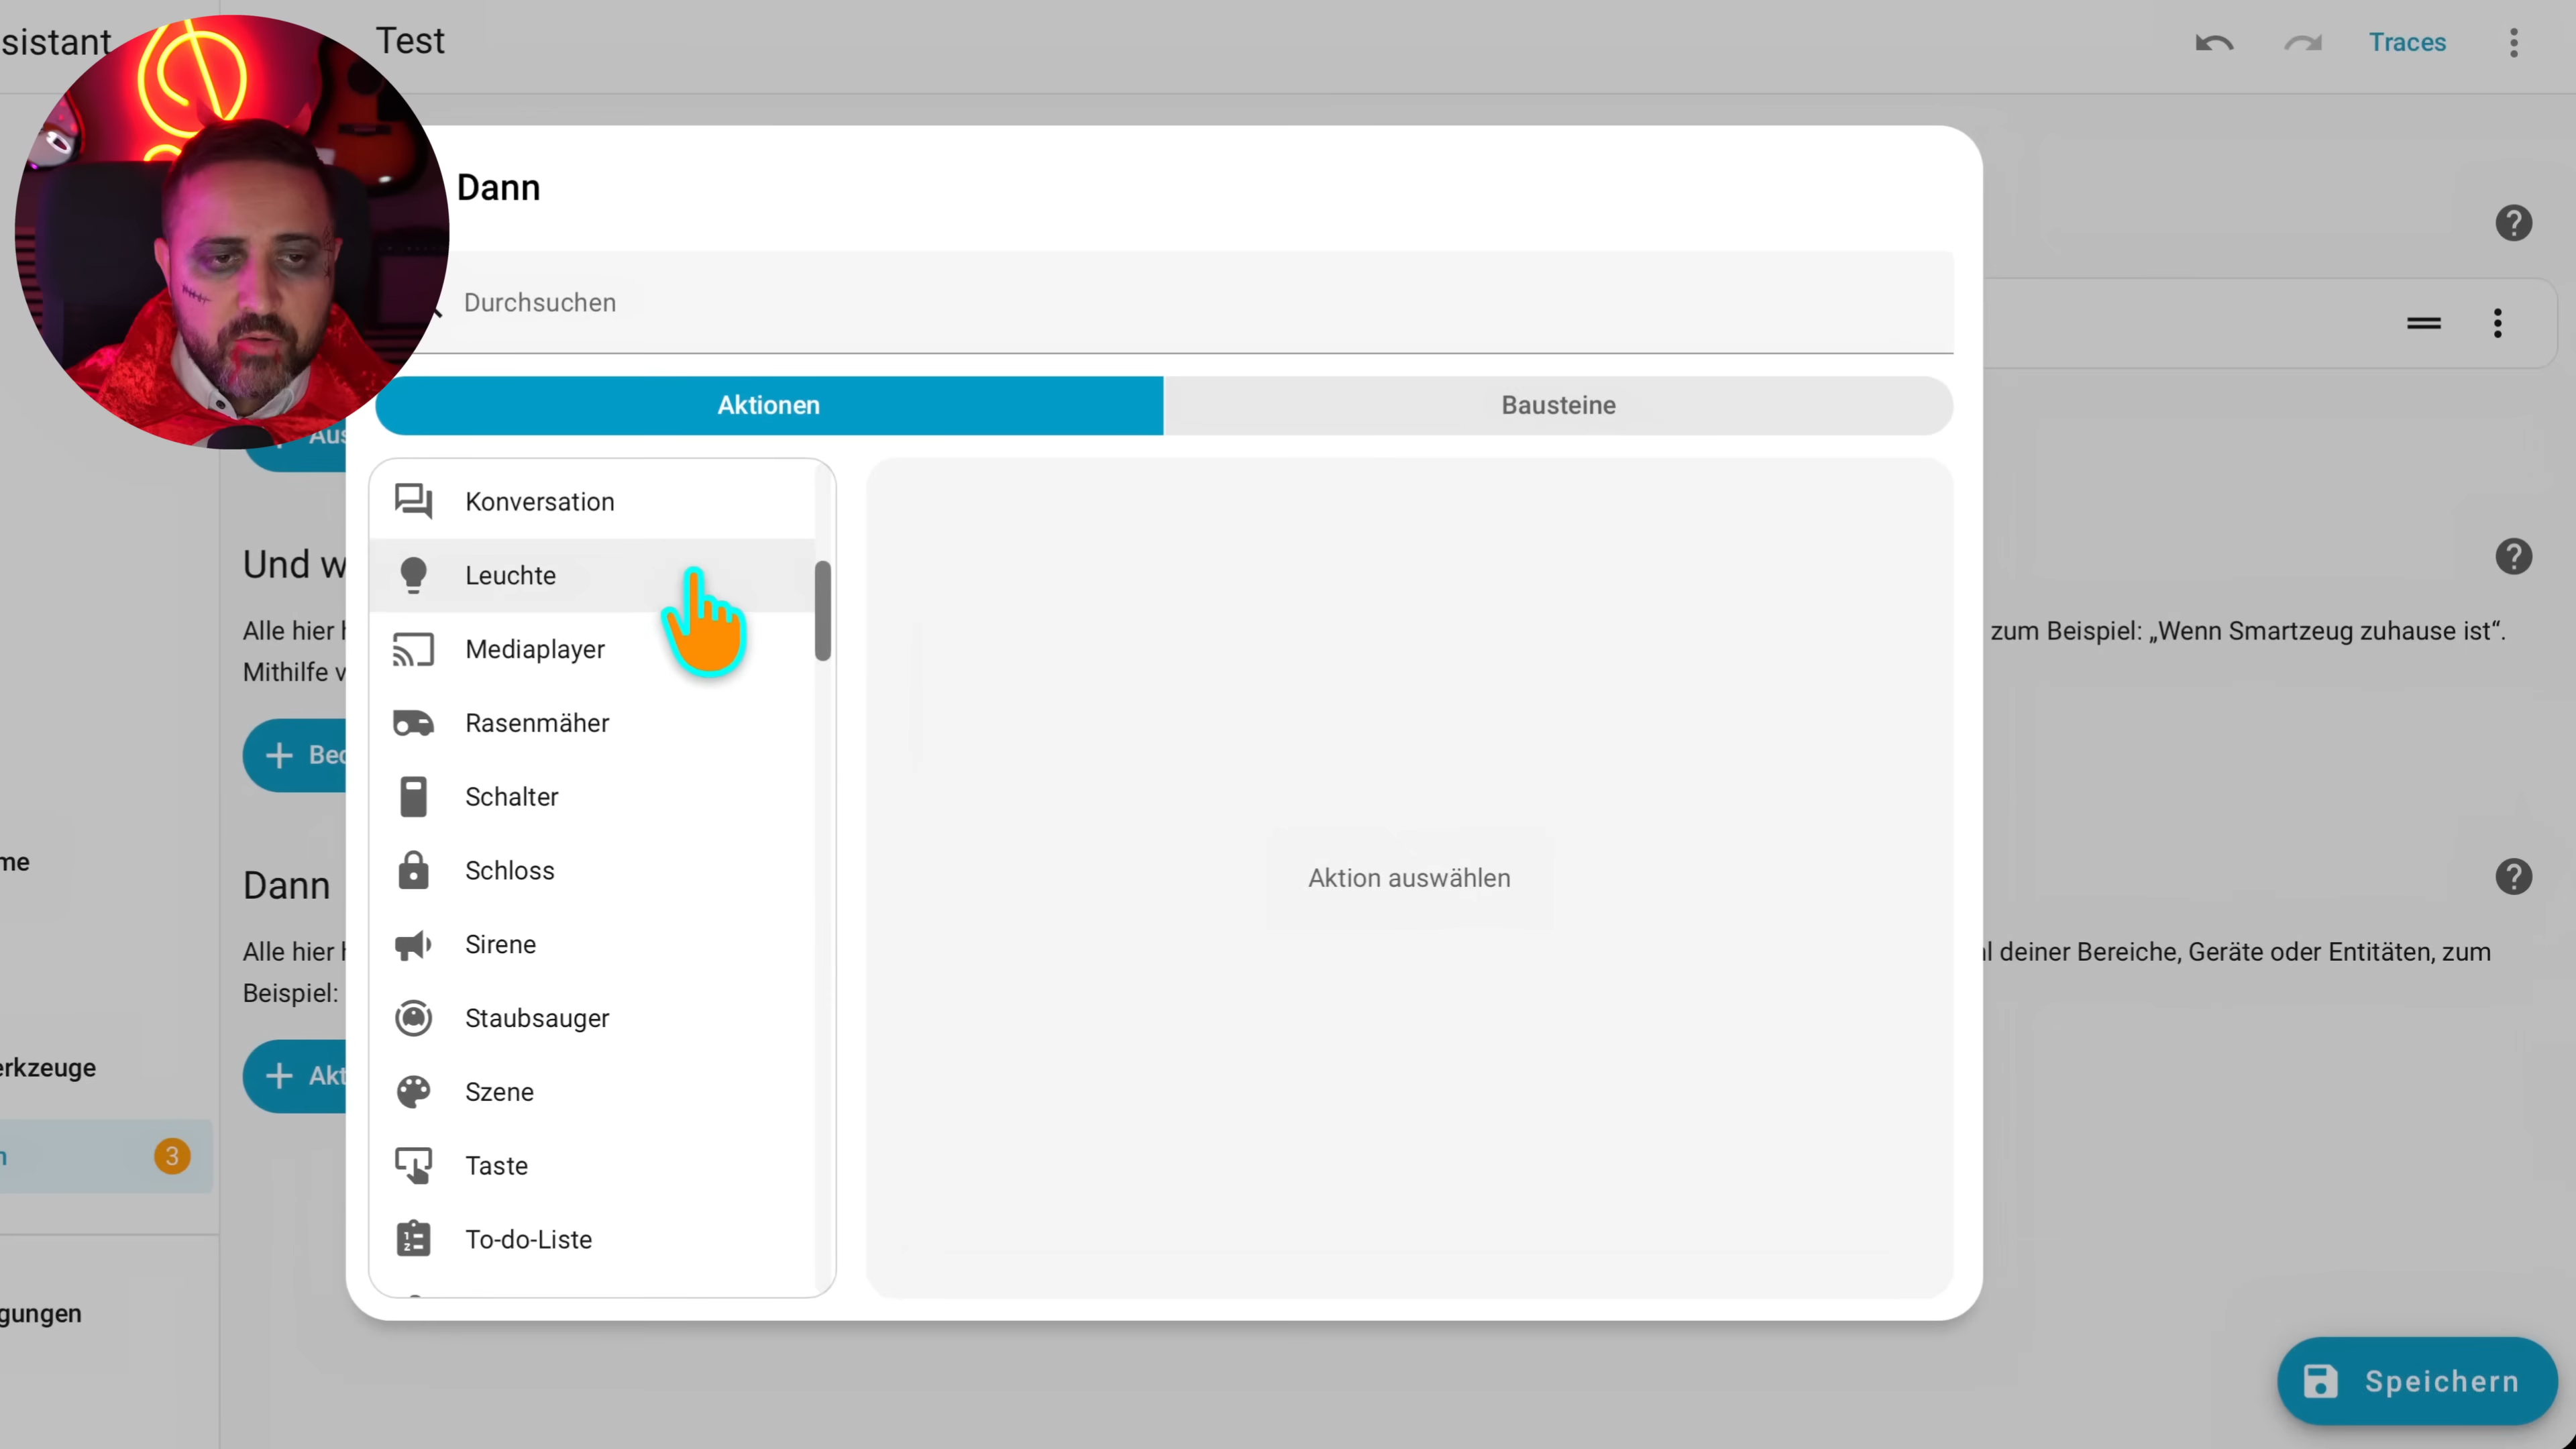 sistant
Test
Traces
Dann
Durchsuchen
Aktionen
Bausteine
Aus
Konversation
Leuchte
Mediaplayer
Rasenmäher
Schalter
Schloss
Sirene
Staubsauger
Szene
Taste
To-do-Liste
Aktion auswählen
Und w
Alle hier h
zum Beispiel: „Wenn Smartzeug zuhause ist“.
Mithilfe v
Bed
me
Dann
Alle hier h
l deiner Bereiche, Geräte oder Entitäten, zum
Beispiel:
erkzeuge
Akt
n
3
gungen
Speichern